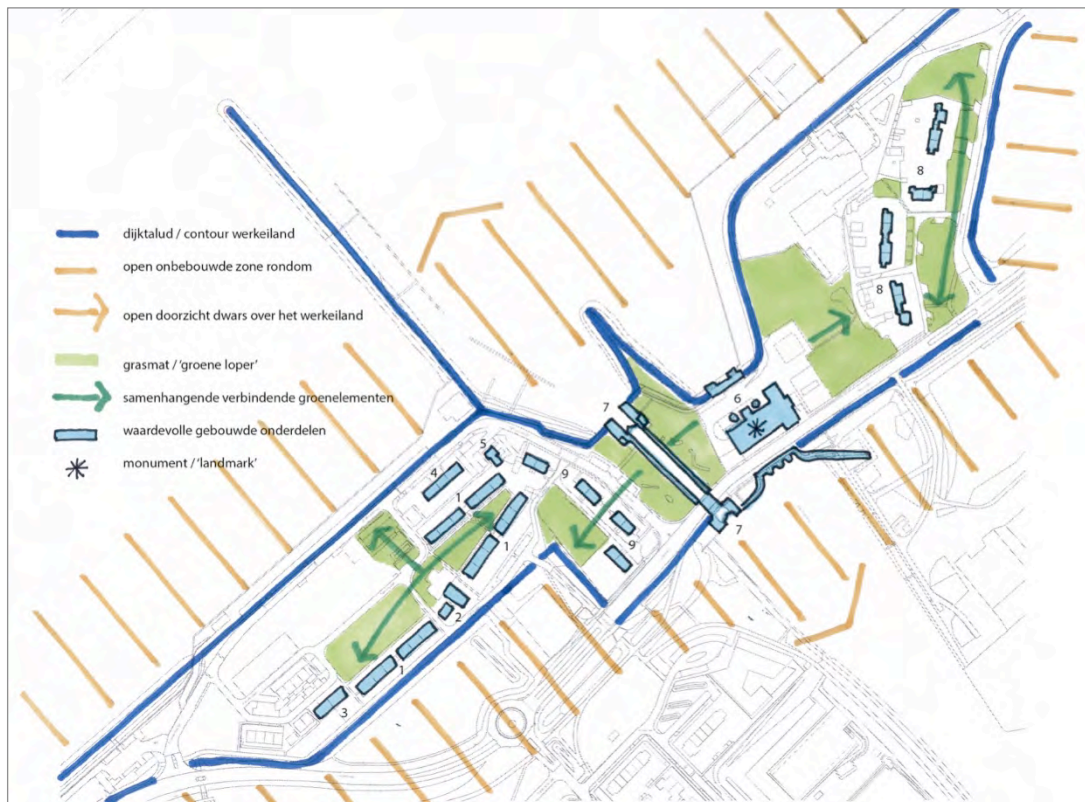 dijktalud / contour werkeiland
open onbebouwde zone rondom
open doorzicht dwars over het werkeiland
grasmat / 'groene loper'
samenhangende verbindende groenelementen
waardevolle gebouwde onderdelen
monument / 'landmark'
8
8
6
7
7
5
4
9
9
1
1
2
1
3